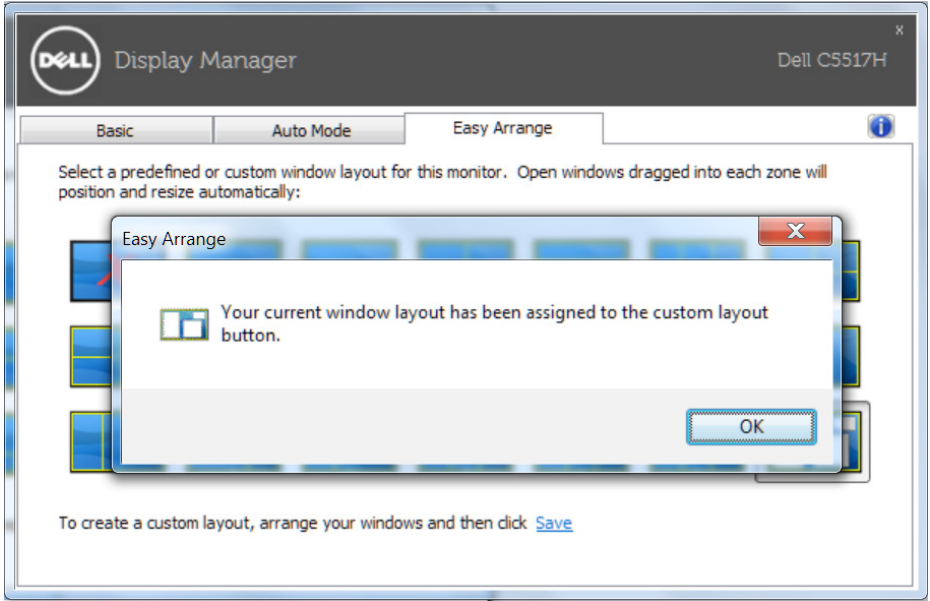 DELL
Display Manager
x
Dell C5517H
Basic
Auto Mode
Easy Arrange
i
Select a predefined or custom window layout for this monitor. Open windows dragged into each zone will
position and resize automatically:
Easy Arrange
X
Your current window layout has been assigned to the custom layout
button.
OK
To create a custom layout, arrange your windows and then click Save